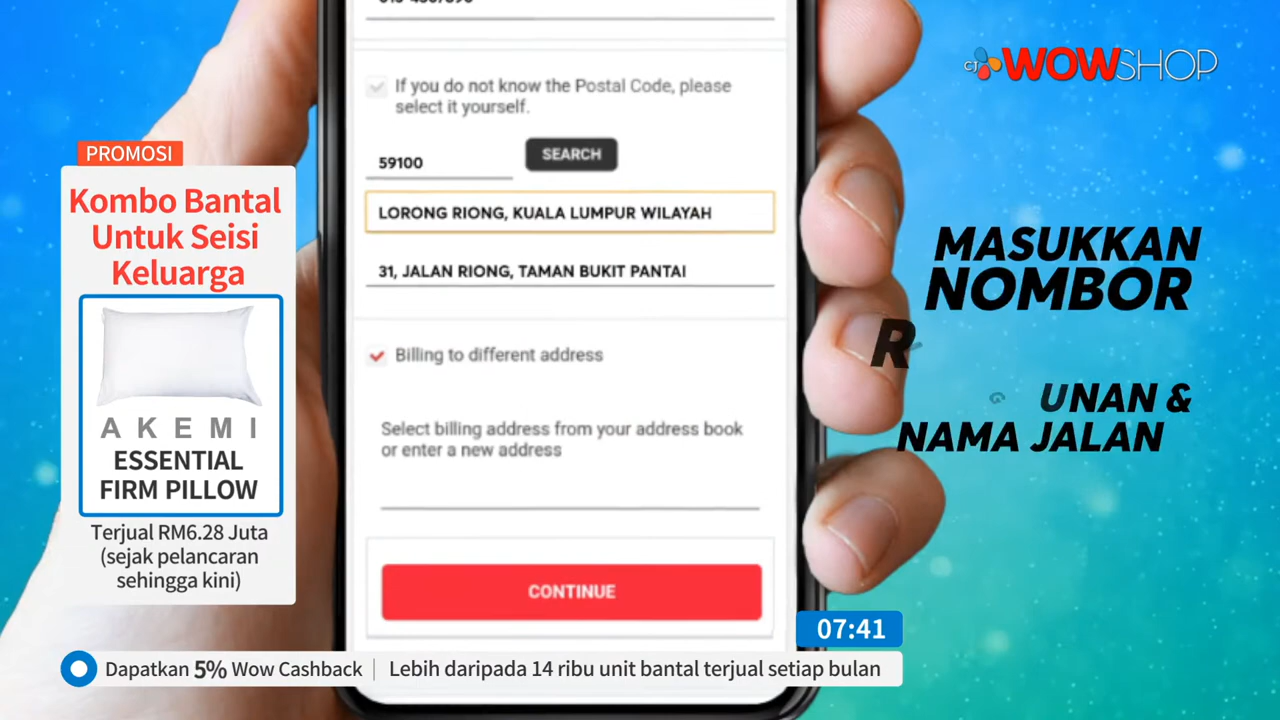 CJ WOWSHOP
If you do not know the Postal Code, please
select it yourself.
59100
SEARCH
LORONG RIONG, KUALA LUMPUR WILAYAH
31, JALAN RIONG, TAMAN BUKIT PANTAI
Billing to different address
Select billing address from your address book
or enter a new address
CONTINUE
PROMOSI
Kombo Bantal
Untuk Seisi
Keluarga
AKEMI
ESSENTIAL
FIRM PILLOW
Terjual RM6.28 Juta
(sejak pelancaran
sehingga kini)
MASUKKAN
NOMBOR
R
UNAN &
NAMA JALAN
07:41
Dapatkan 5% Wow Cashback | Lebih daripada 14 ribu unit bantal terjual setiap bulan